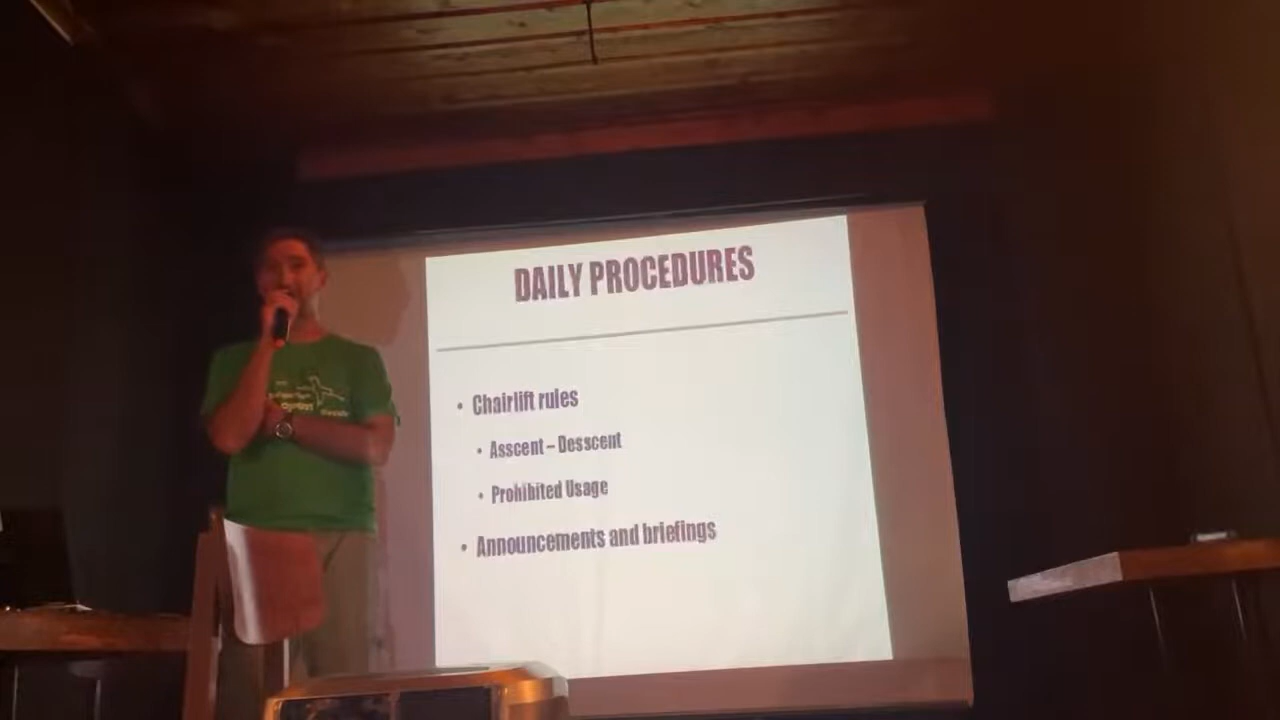 DAILY PROCEDURES
• Chairlift rules
• Asscent – Desscent
• Prohibited Usage
• Announcements and briefings